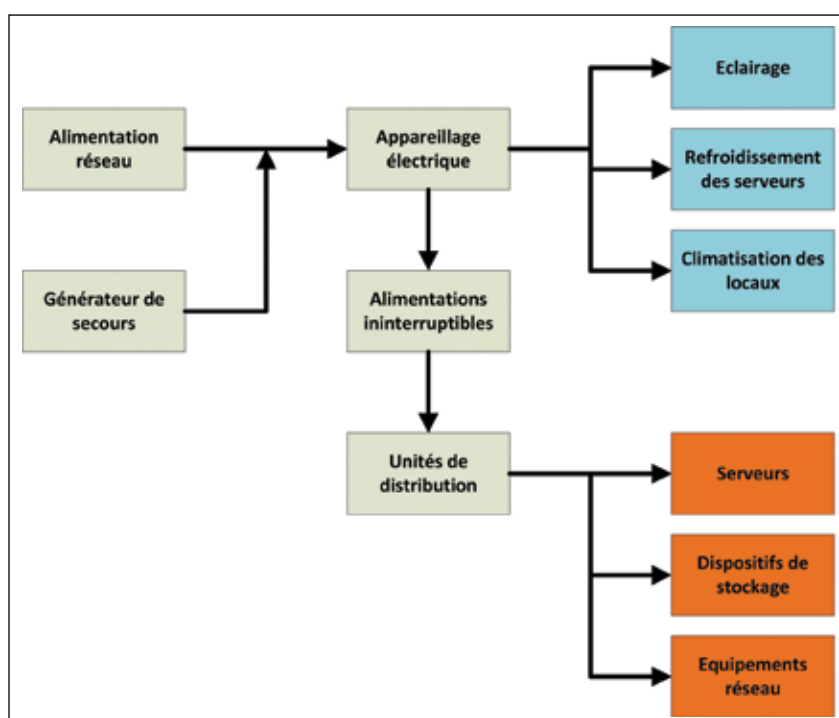 Eclairage
Alimentation
réseau
Appareillage
électrique
Refroidissement
des serveurs
Climatisation des
locaux
Générateur de
secours
Alimentations
ininterruptibles
Unités de
distribution
Serveurs
Dispositifs de
stockage
Equipements
réseau